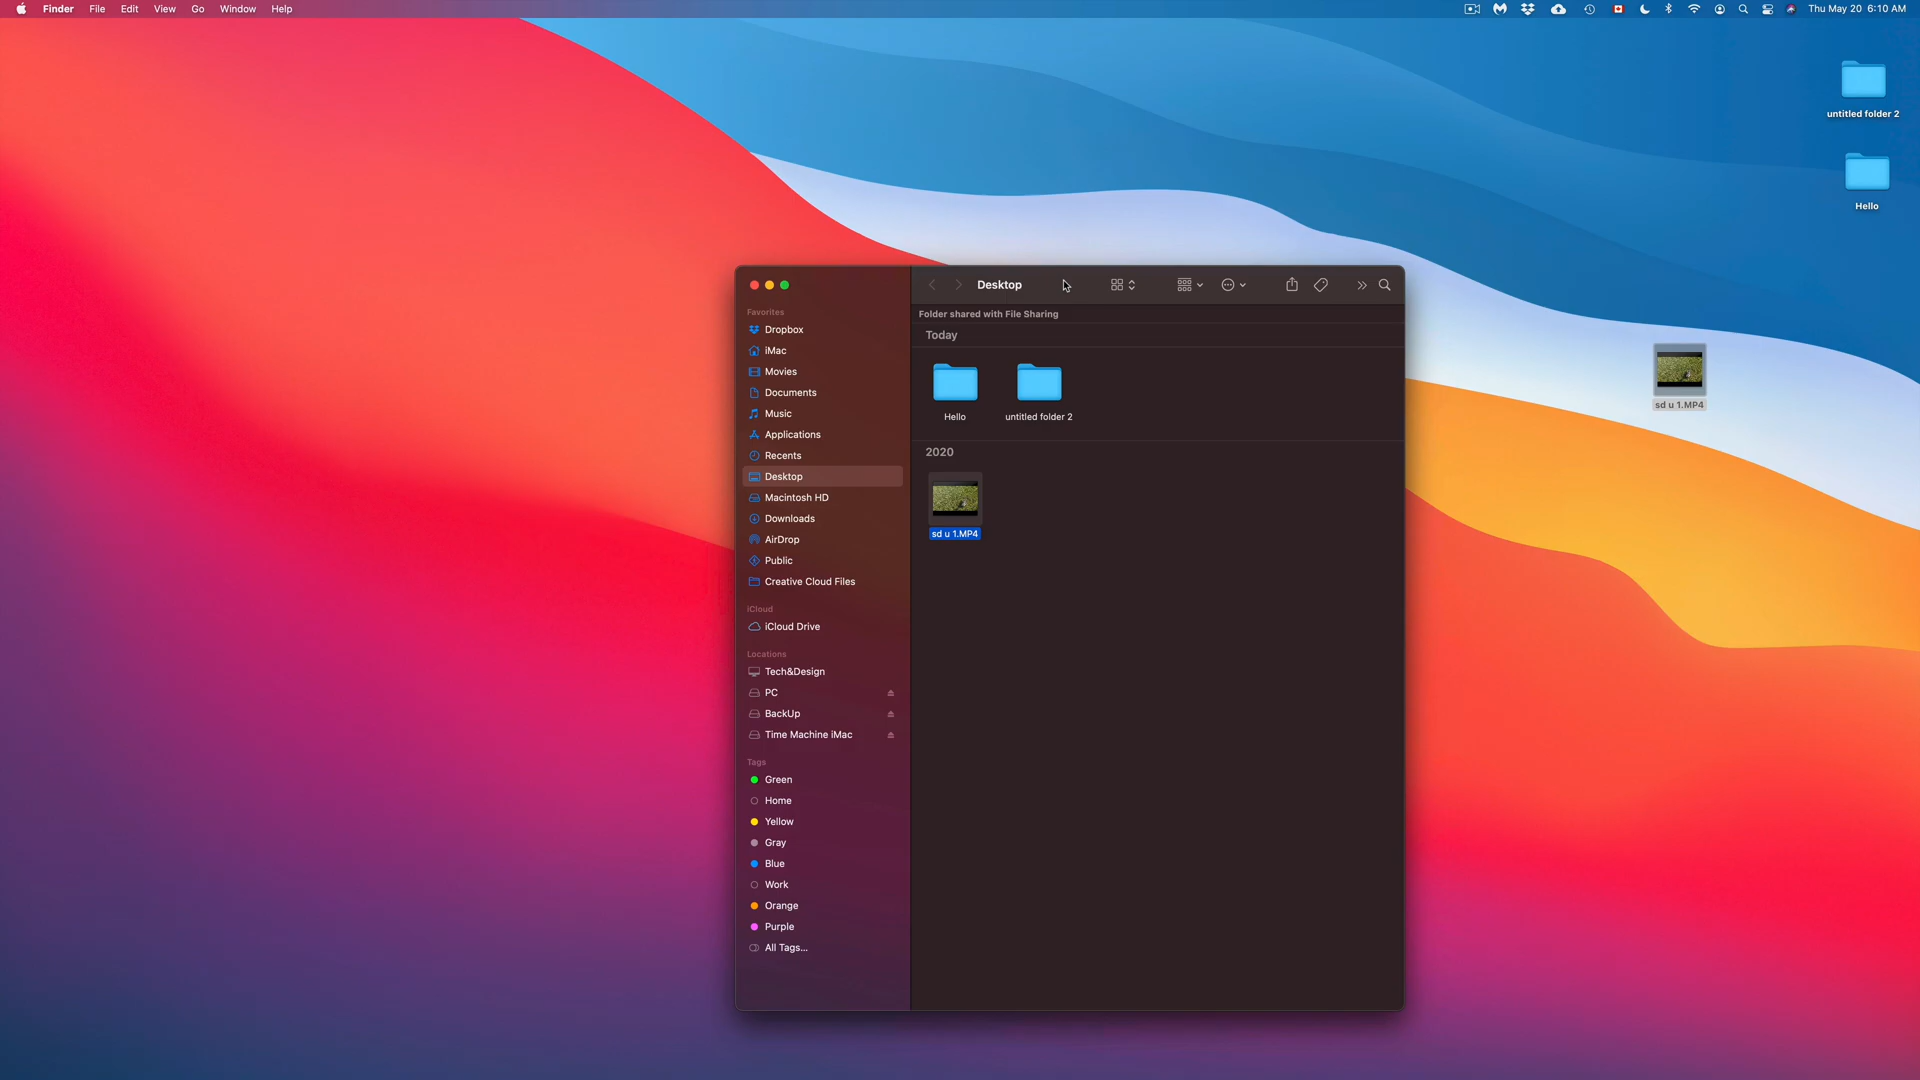 Finder File Edit View Go Window Help
Thu May 20 6:10 AM
untitled folder 2
Hello
sd u 1.MP4
Desktop
Folder shared with File Sharing
Today
Hello
untitled folder 2
2020
sd u 1.MP4
Favorites
Dropbox
iMac
Movies
Documents
Music
Applications
Recents
Desktop
Macintosh HD
Downloads
AirDrop
Public
Creative Cloud Files
iCloud
iCloud Drive
Locations
Tech&Design
PC
BackUp
Time Machine iMac
Tags
Green
Home
Yellow
Gray
Blue
Work
Orange
Purple
All Tags...